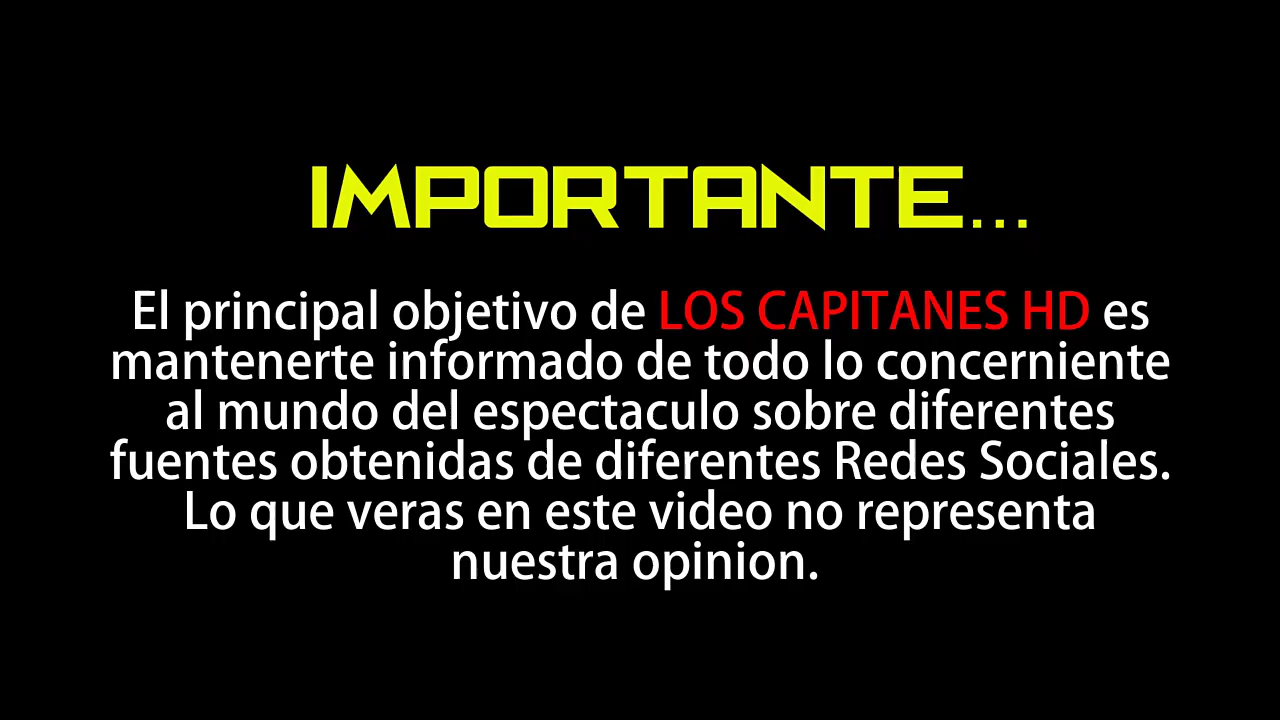 IMPORTANTE...
El principal objetivo de LOS CAPITANES HD es
mantenerte informado de todo lo concerniente
al mundo del espectaculo sobre diferentes
fuentes obtenidas de diferentes Redes Sociales.
Lo que veras en este video no representa
nuestra opinion.